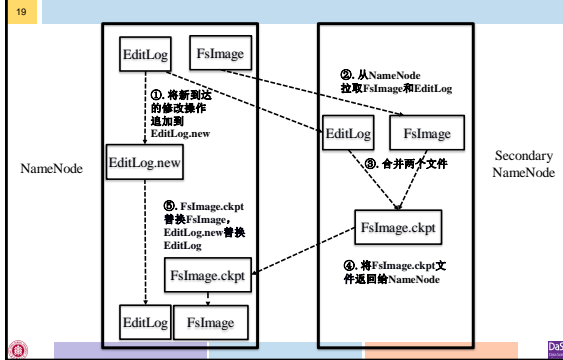 19
EditLog
FsImage
①. 将新到达
的修改操作
追加到
EditLog.new
②. 从NameNode
拉取FsImage和EditLog
EditLog
FsImage
③. 合并两个文件
NameNode
EditLog.new
Secondary
NameNode
⑤. FsImage.ckpt
替换FsImage，
EditLog.new替换
EditLog
FsImage.ckpt
④. 将FsImage.ckpt文
件返回给NameNode
FsImage.ckpt
EditLog
FsImage